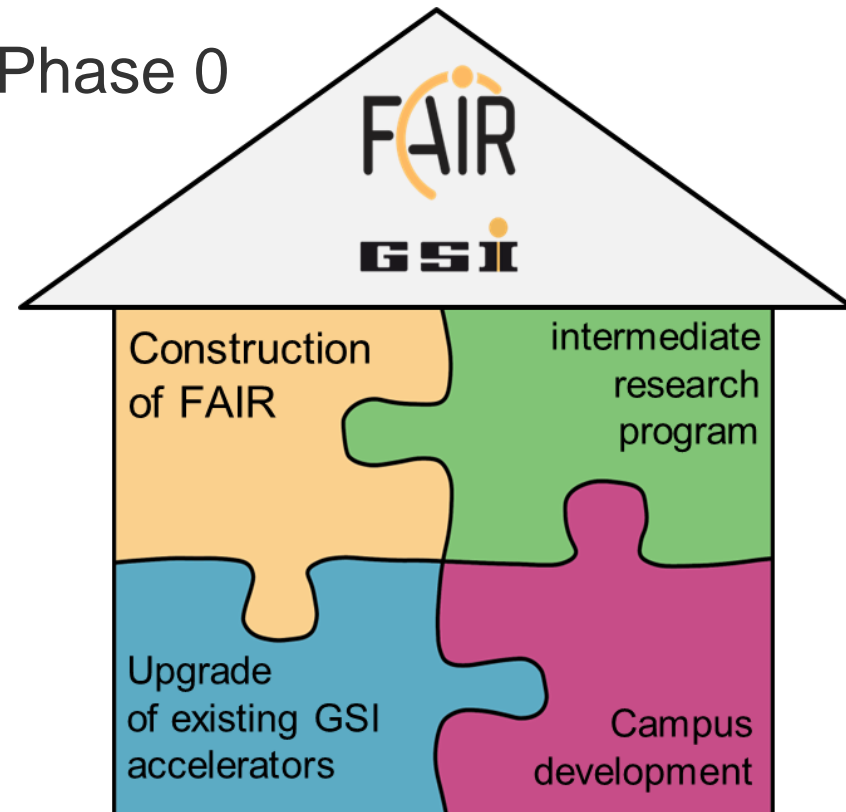 Phase 0
FAIR
GSI
Construction
of FAIR
intermediate
research
program
Upgrade
of existing GSI
accelerators
Campus
development